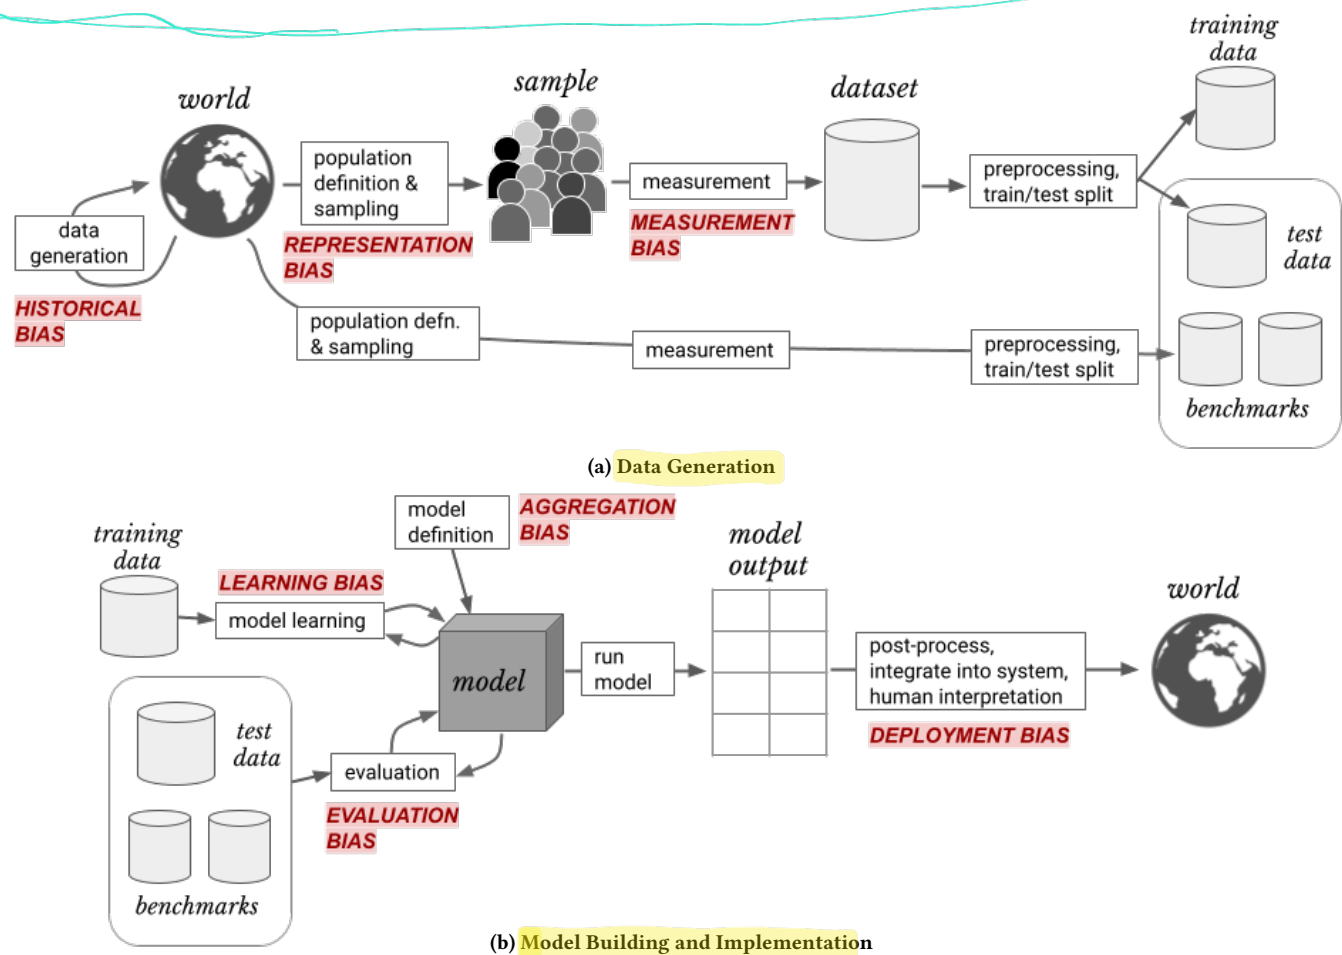 training
data
sample
dataset
world
population
definition &
sampling
measurement
preprocessing,
train/test split
data
generation
MEASUREMENT
BIAS
REPRESENTATION
BIAS
test
data
HISTORICAL
BIAS
population defn.
& sampling
measurement
preprocessing,
train/test split
benchmarks
(a) Data Generation
model
definition
AGGREGATION
BIAS
training
data
model
output
LEARNING BIAS
world
model learning
model
run
model
post-process,
integrate into system,
human interpretation
DEPLOYMENT BIAS
test
data
evaluation
EVALUATION
BIAS
benchmarks
(b) Model Building and Implementation